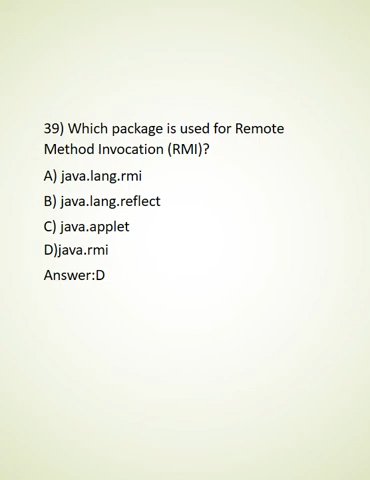 39) Which package is used for Remote
Method Invocation (RMI)?
A) java.lang.rmi
B) java.lang.reflect
C) java.applet
D)java.rmi
Answer:D